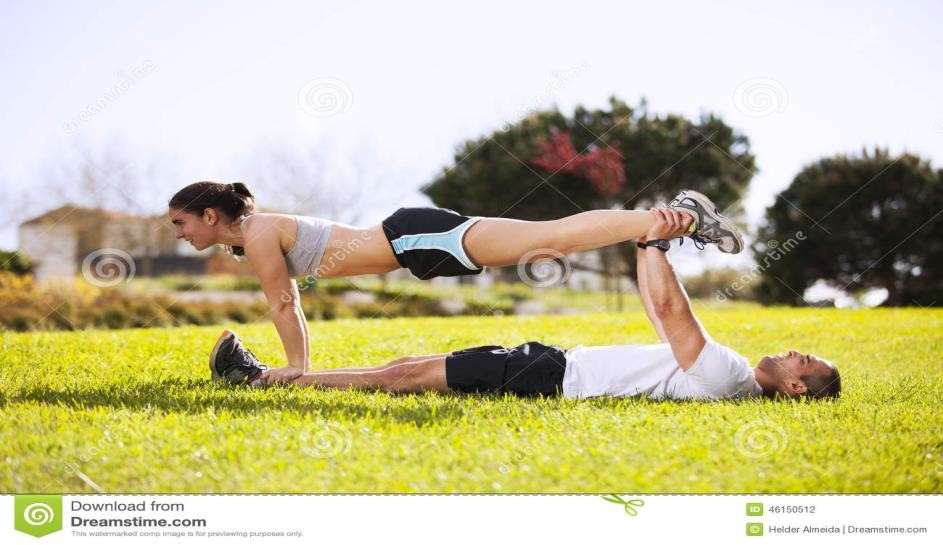 Download from
Dreamstime.com
This watermarked comp image is for previewing purposes only.
ID 46150512
Helder Almeida | Dreamstime.com